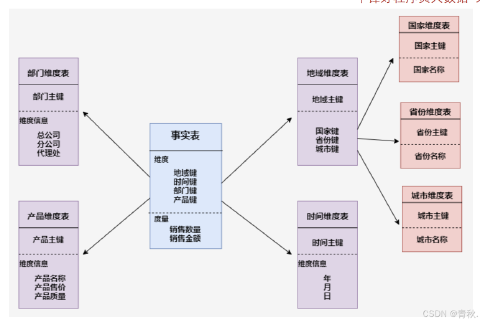 国家维度表
国家主键
国家名称
部门维度表
部门主键
维度信息
总公司
分公司
代理处
地域维度表
地域主键
国家键
省份键
城市键
省份维度表
省份主键
省份名称
事实表
维度
地域键
时间键
部门键
产品键
度量
销售数量
销售金额
城市维度表
城市主键
城市名称
产品维度表
产品主键
维度信息
产品名称
产品售价
产品质量
时间维度表
时间主键
维度信息
年
月
日
CSDN @青秋.